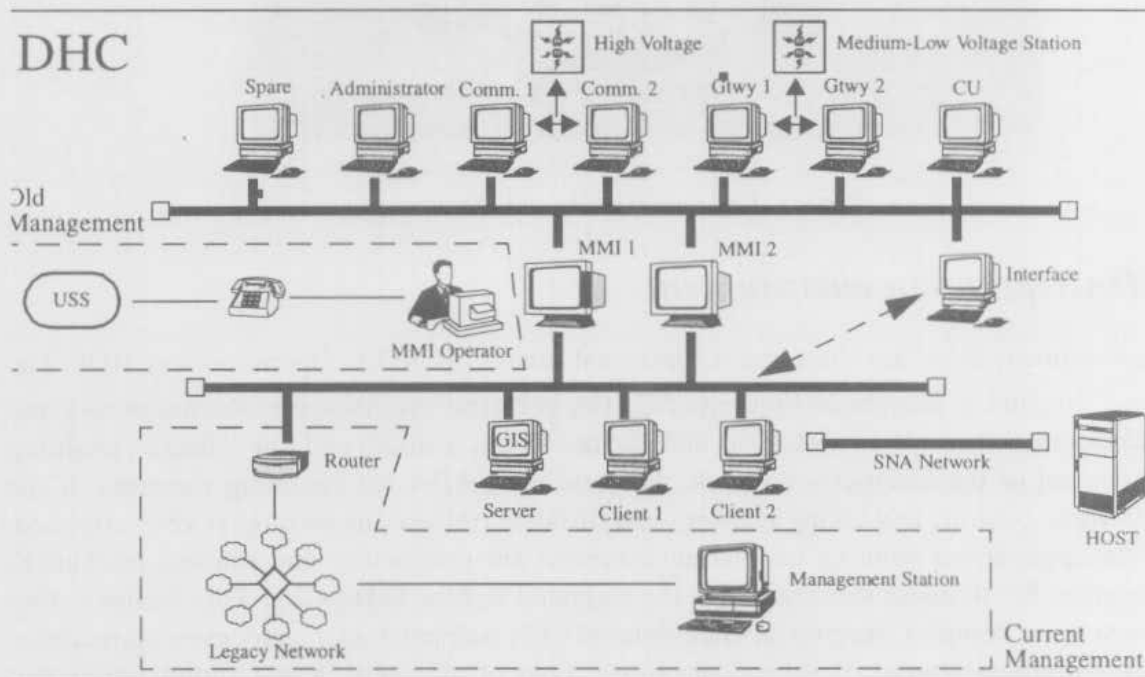 DHC
High Voltage
Medium-Low Voltage Station
Spare
Administrator
Comm. 1
Comm. 2
Gtwy 1
Gtwy 2
CU
Old
Management
MMI 1
MMI 2
Interface
USS
MMI Operator
Router
GIS
Server
Client 1
Client 2
SNA Network
HOST
Legacy Network
Management Station
Current
Management